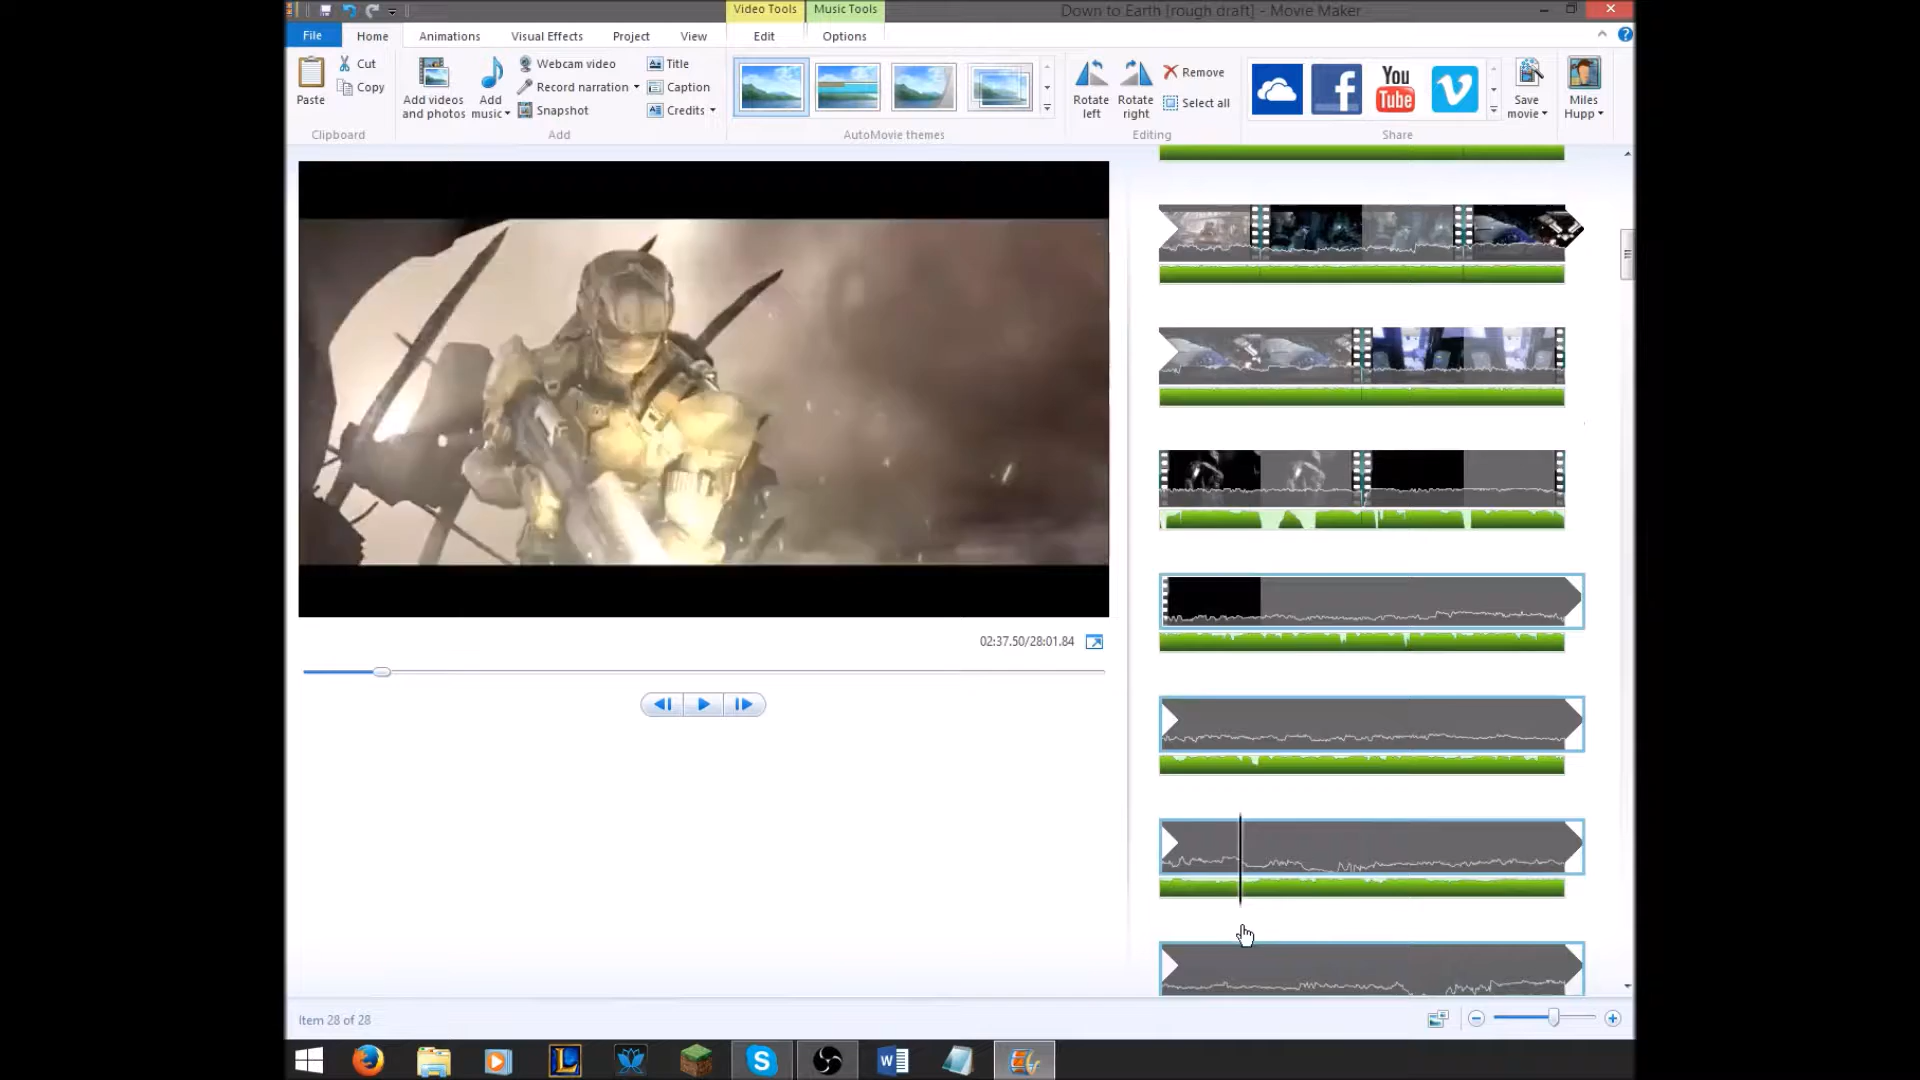 Video Tools
Music Tools
Down to Earth [rough draft] - Movie Maker
File
Home
Animations
Visual Effects
Project
View
Edit
Options
Paste
Cut
Copy
Clipboard
Add videos and photos
Add music
Webcam video
Record narration
Snapshot
Title
Caption
Credits
Add
AutoMovie themes
Rotate left
Rotate right
Remove
Select all
Editing
You Tube
Share
Save movie
Miles Hupp
02:37.50/28:01.84
Item 28 of 28